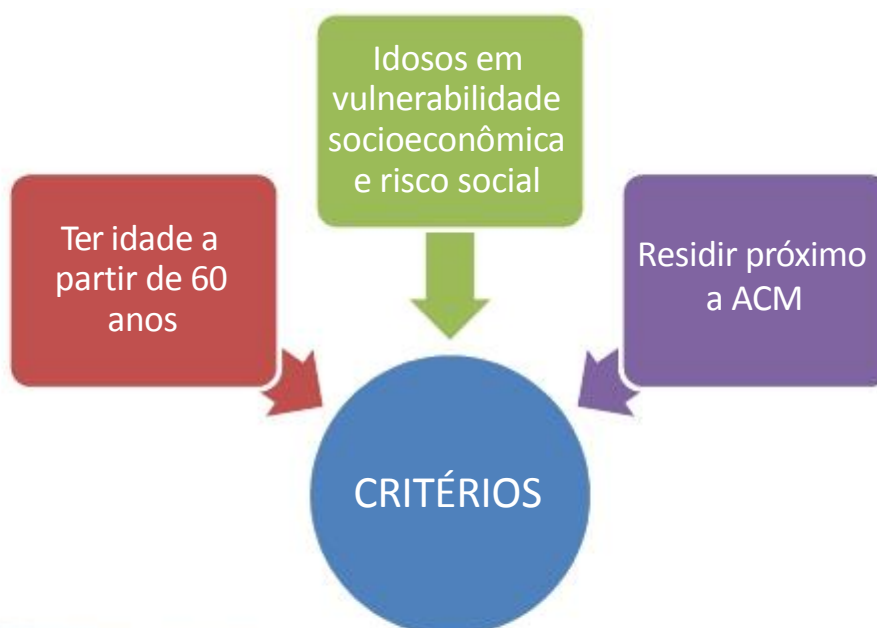 Idosos em
vulnerabilidade
socioeconômica
e risco social
Ter idade a
partir de 60
anos
Residir próximo
a ACM
CRITÉRIOS